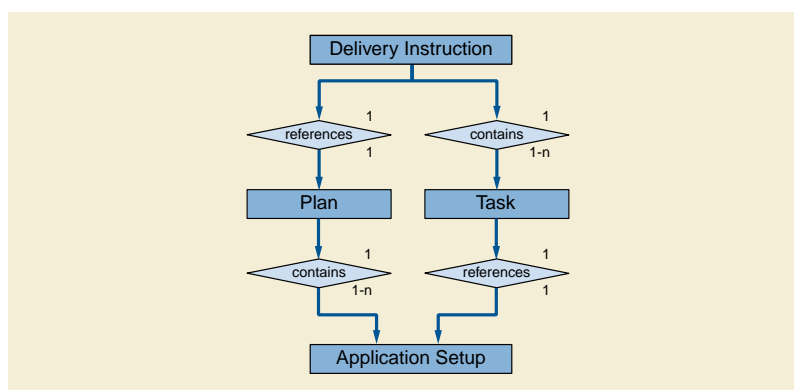 Delivery Instruction
1 1
references contains
1 1-n
Plan Task
1 1
contains references
1-n 1
Application Setup